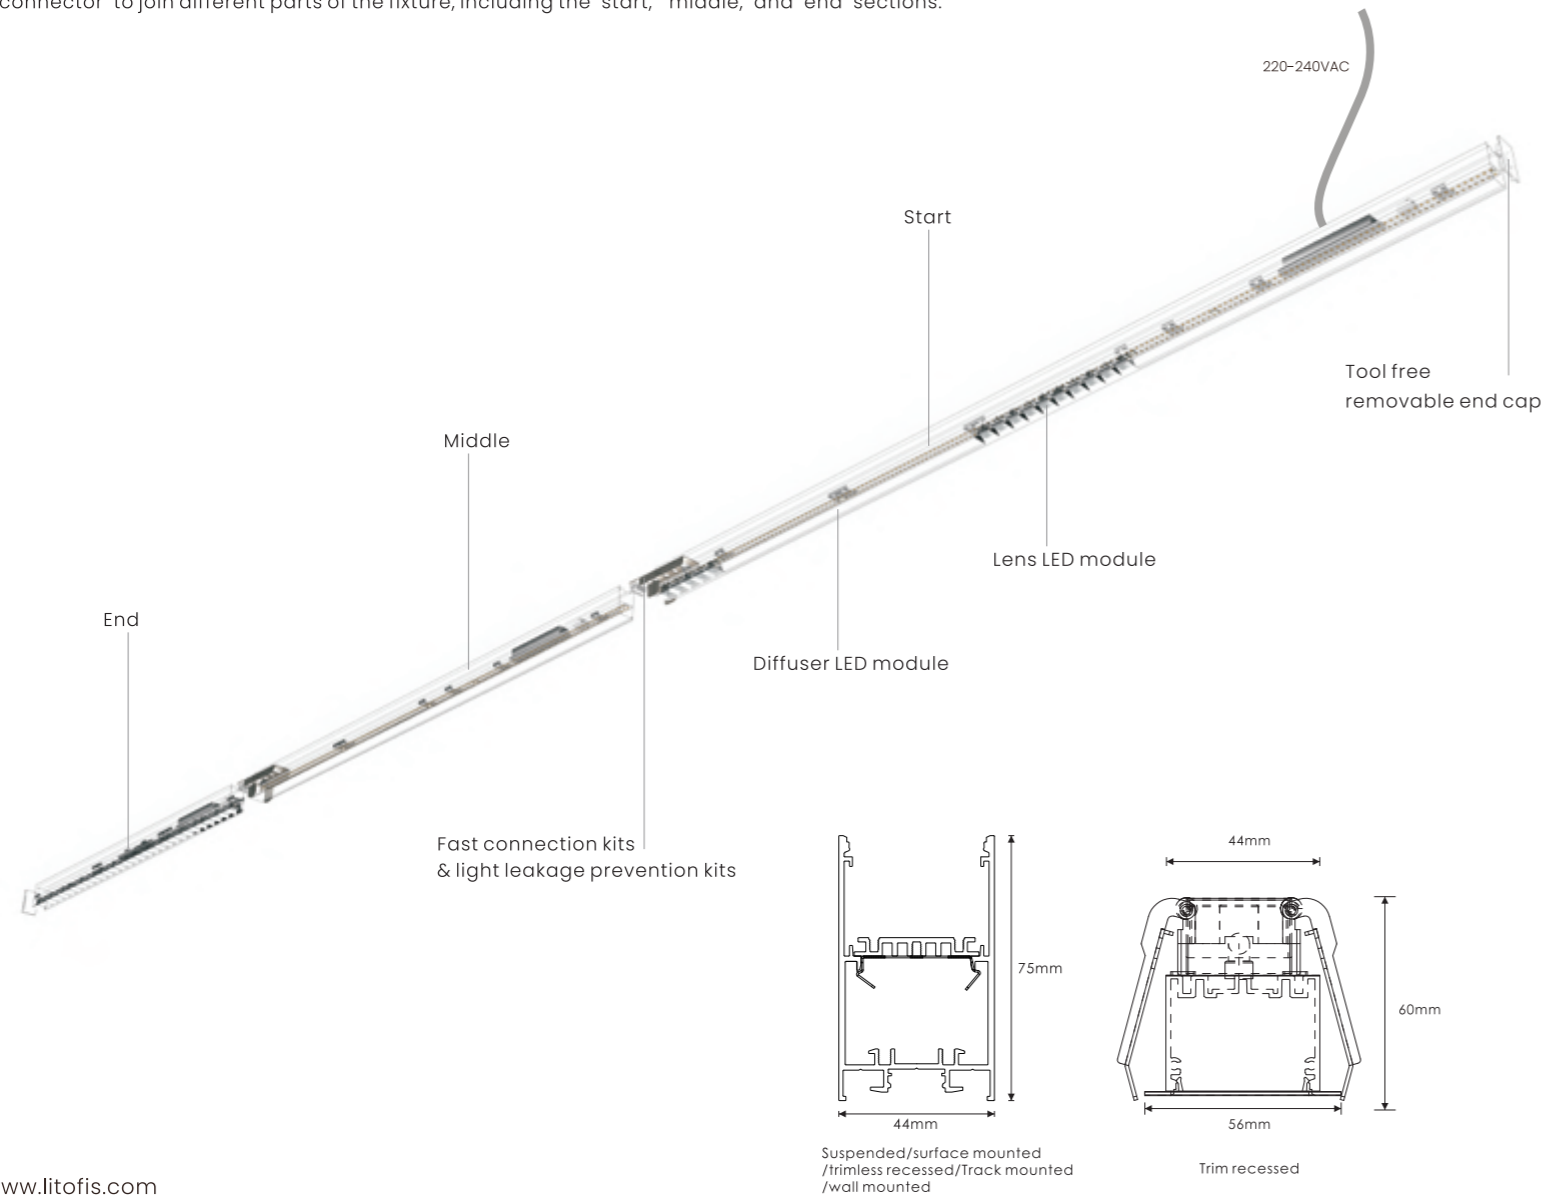 connector' to join different parts of the fixture, including the 'start,' 'middle,' and 'end' sections.
220-240VAC
Start
Tool free
removable end cap
Middle
Lens LED module
End
Diffuser LED module
Fast connection kits
& light leakage prevention kits
44mm
75mm
60mm
44mm
56mm
Suspended/surface mounted
/trimless recessed/Track mounted
/wall mounted
Trim recessed
ww.litofis.com